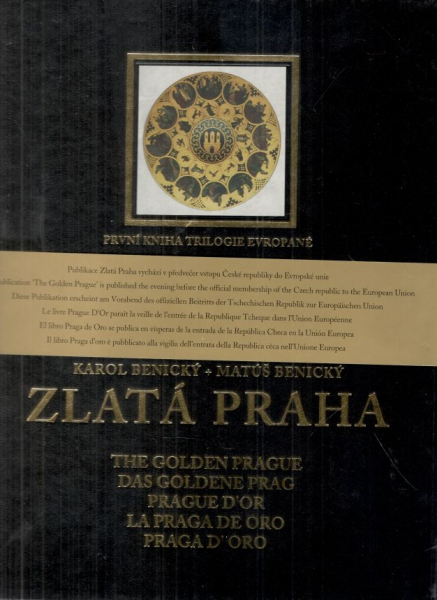 PRVNÍ KNIHA TRILOGIE EVROPANÉ
Publikace Zlatá Praha vychází v předvečer vstupu České republiky do Evropské unie
ublication 'The Golden Prague' is published the evening before the official membership of the Czech republic to the European Union
Diese Publikation erscheint am Vorabend des offiziellen Beitritts der Tschechischen Republik zur Europäischen Union
Le livre Prague D'Or parait la veille de l'entrée de la Republique Tcheque dans l'Union Européenne
El libro Praga de Oro se publica en visperas de la entrada de la República Checa en la Unión Europea
Il libro Praga d'oro è pubblicato alla vigilia dell'entrata della Republica ceca nell'Unione Europea
KAROL BENICKÝ + MATÚŠ BENICKÝ
ZLATÁ PRAHA
THE GOLDEN PRAGUE
DAS GOLDENE PRAG
PRAGUE D'OR
LA PRAGA DE ORO
PRAGA D''ORO